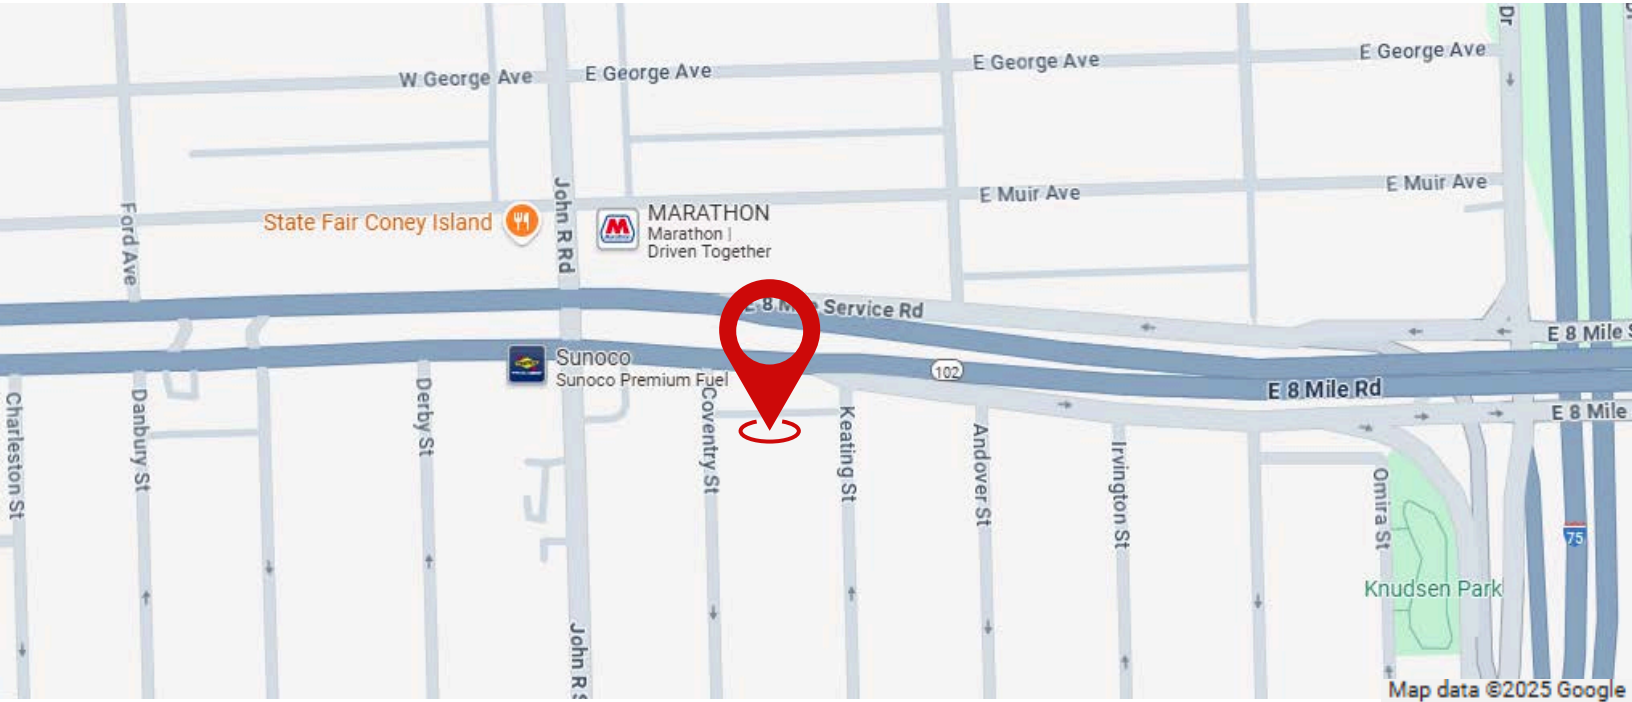 Dr
W George Ave
E George Ave
E George Ave
E George Ave
Ford Ave
State Fair Coney Island
John R Rd
MARATHON
Marathon |
Driven Together
E Muir Ave
E Muir Ave
E 8 Mile Service Rd
E 8 Mile S
Sunoco
Sunoco Premium Fuel
102
E 8 Mile Rd
E 8 Mile
Charleston St
Danbury St
Derby St
Coventry St
Keating St
Andover St
Irvington St
Omira St
75
Knudsen Park
John R S
Map data ©2025 Google